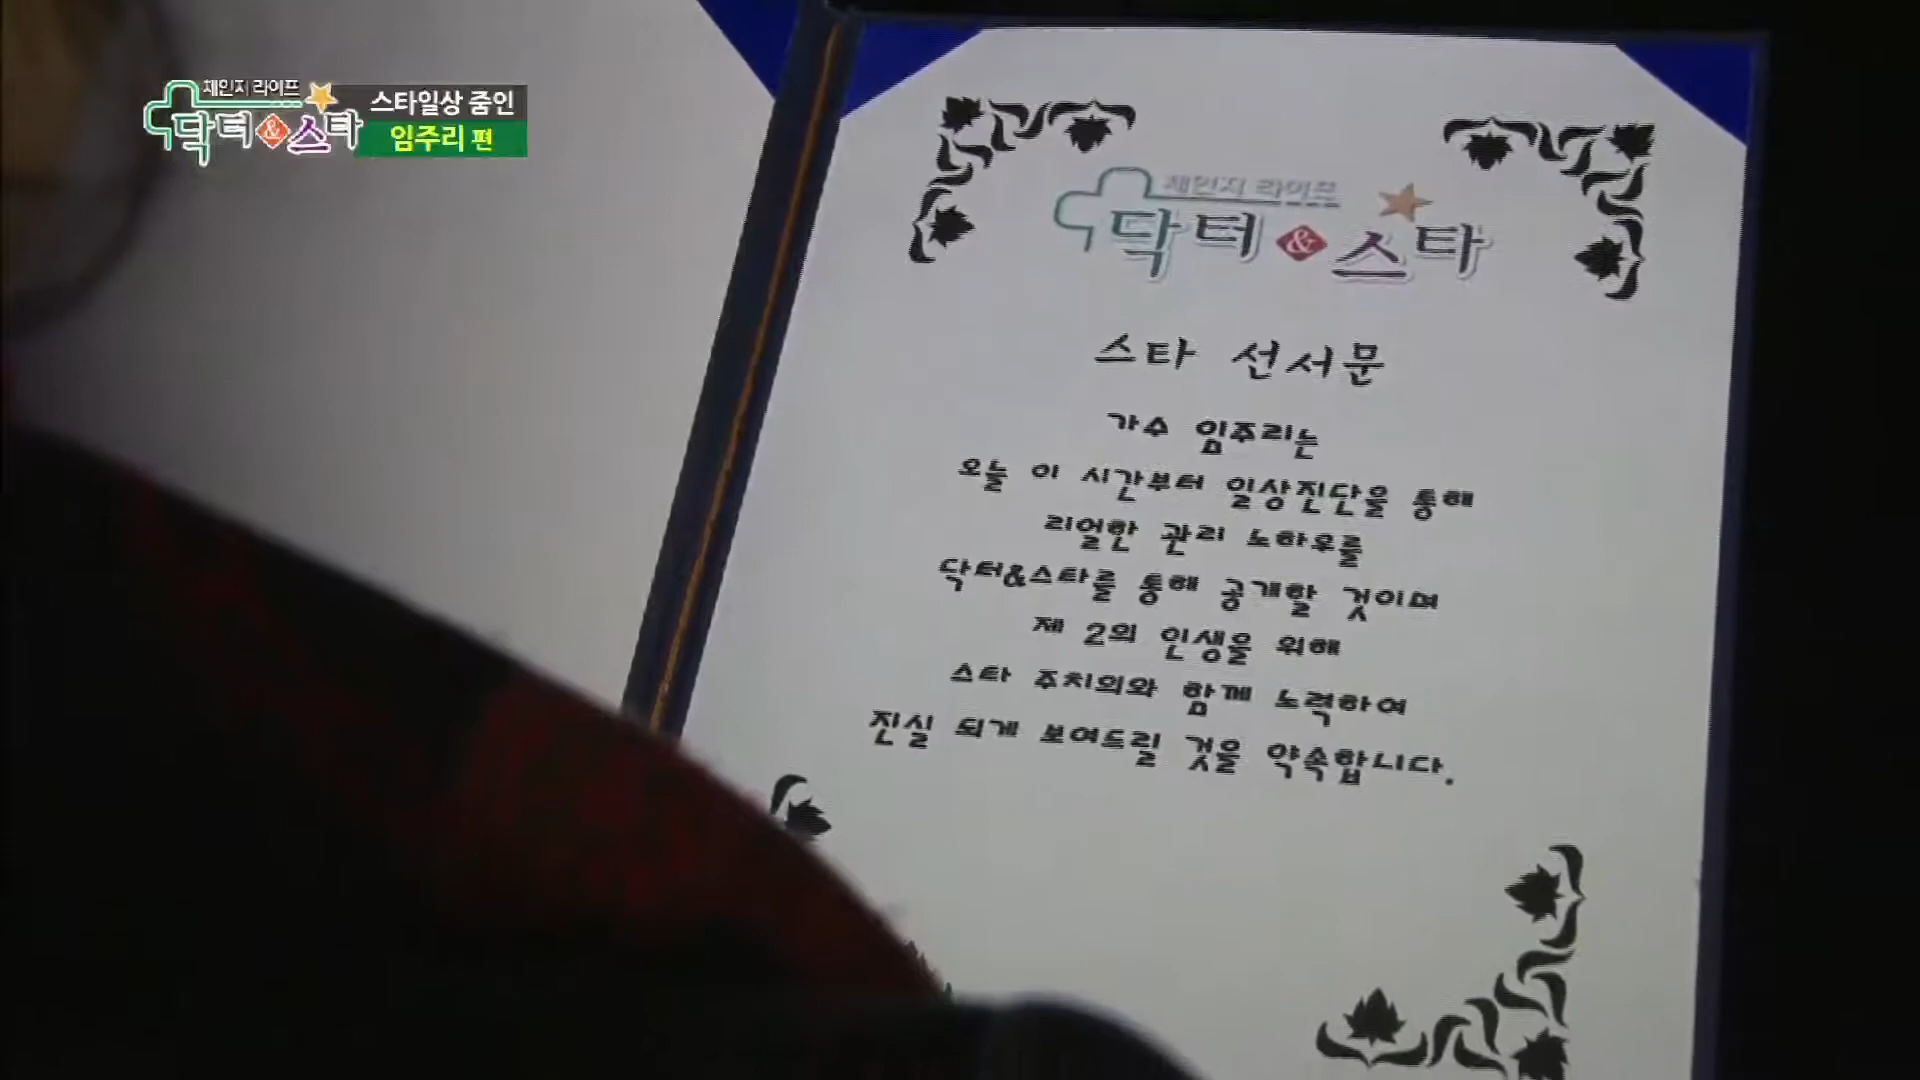 체인지 라이프
닥터&스타
스타일상 줌인
임주리 편
체인지 라이프
닥터&스타
스타 선서문
가수 임주리는
오늘 이 시간부터 일상진단을 통해
리얼한 관리 노하우를
닥터&스타를 통해 공개할 것이며
제 2의 인생을 위해
스타 주치의와 함께 노력하여
진실 되게 보여드릴 것을 약속합니다.